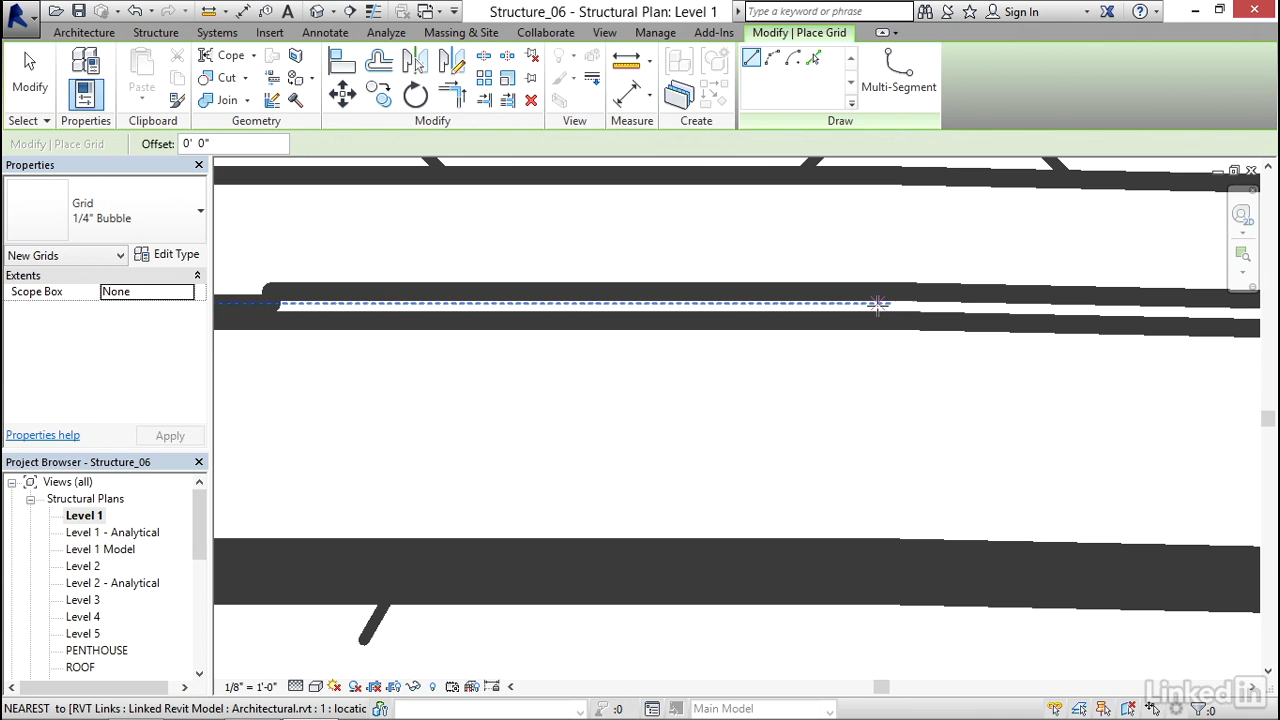 Structure_06 - Structural Plan: Level 1
Type a keyword or phrase
Sign In
Architecture
Structure
Systems
Insert
Annotate
Analyze
Massing & Site
Collaborate
View
Manage
Add-Ins
Modify | Place Grid
Modify
Paste
Cope
Cut
Join
Multi-Segment
Select
Properties
Clipboard
Geometry
Modify
View
Measure
Create
Draw
Modify | Place Grid
Offset: 0' 0"
Properties
Grid
1/4" Bubble
New Grids
Edit Type
Extents
Scope Box
None
Properties help
Apply
Project Browser - Structure_06
Views (all)
Structural Plans
Level 1
Level 1 - Analytical
Level 1 Model
Level 2
Level 2 - Analytical
Level 3
Level 4
Level 5
PENTHOUSE
ROOF
2D
1/8" = 1'-0"
NEAREST to [RVT Links : Linked Revit Model : Architectural.rvt : 1 : locatic
:0
Main Model
:0
Linked in